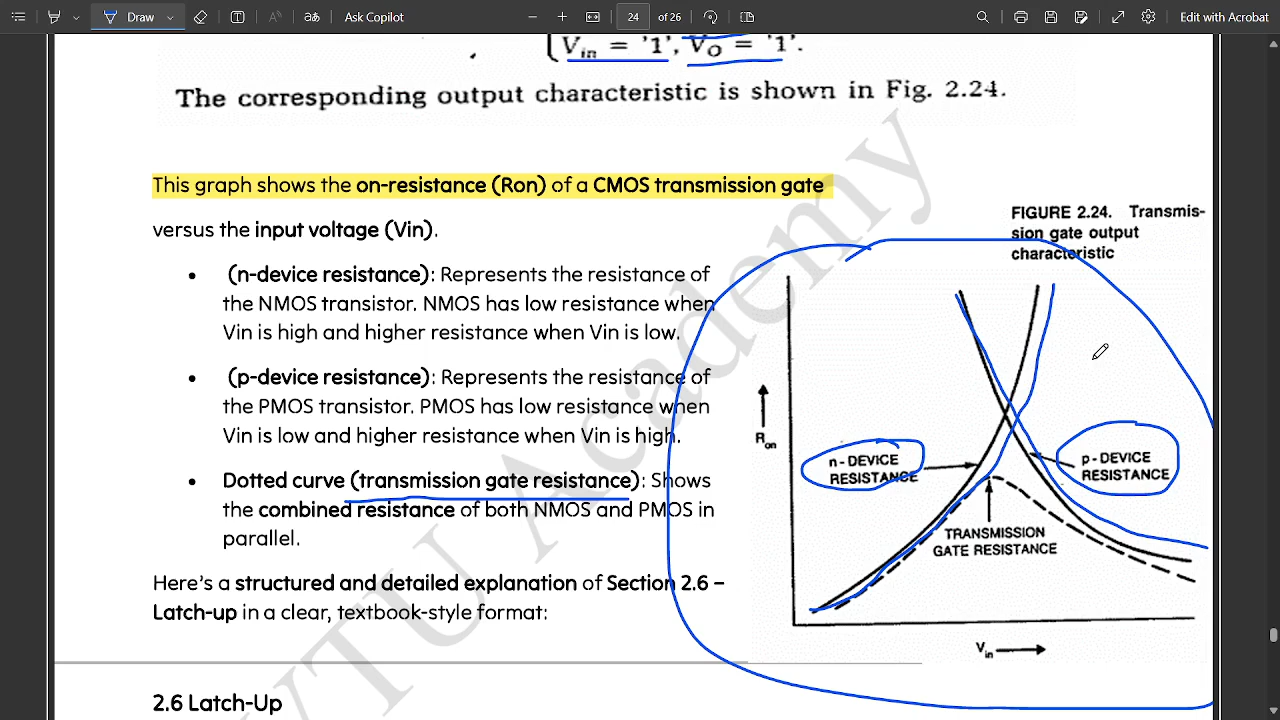 Draw
Ask Copilot
24 of 26
Edit with Acrobat
V_in = '1', V_O = '1'.
The corresponding output characteristic is shown in Fig. 2.24.
This graph shows the on-resistance (Ron) of a CMOS transmission gate
versus the input voltage (Vin).
• (n-device resistance): Represents the resistance of
the NMOS transistor. NMOS has low resistance when
Vin is high and higher resistance when Vin is low.
• (p-device resistance): Represents the resistance of
the PMOS transistor. PMOS has low resistance when
Vin is low and higher resistance when Vin is high.
• Dotted curve (transmission gate resistance): Shows
the combined resistance of both NMOS and PMOS in
parallel.
Here's a structured and detailed explanation of Section 2.6 –
Latch-up in a clear, textbook-style format:
2.6 Latch-Up
FIGURE 2.24. Transmis-
sion gate output
characteristic
R_on
n - DEVICE
RESISTANCE
p - DEVICE
RESISTANCE
TRANSMISSION
GATE RESISTANCE
V_in
VTU Academy